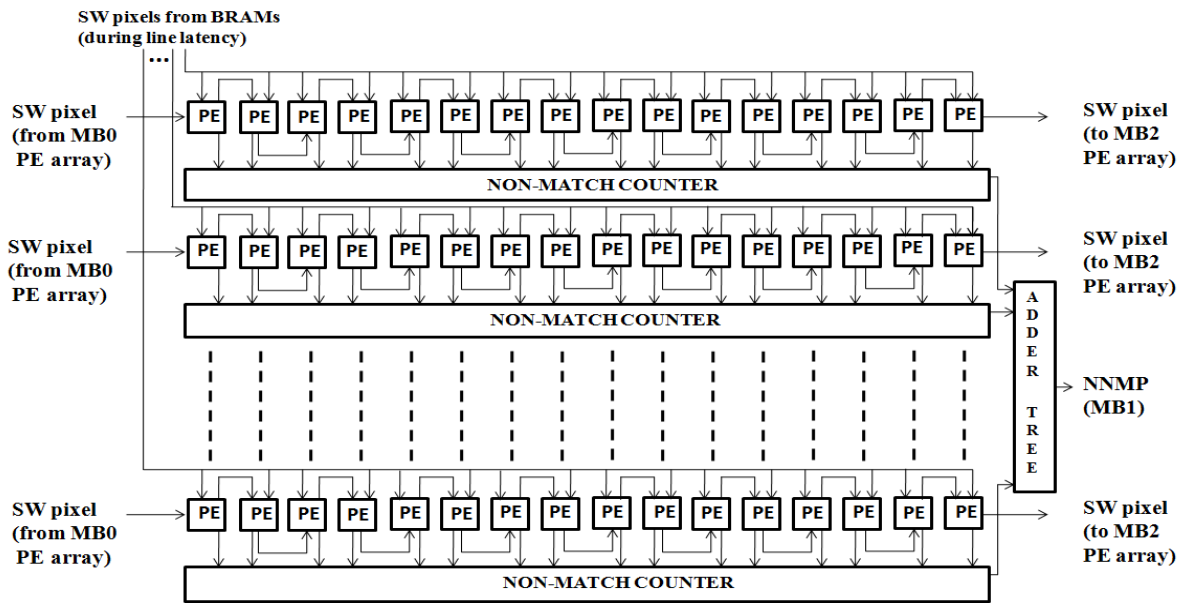 SW pixels from BRAMs
(during line latency)
...
SW pixel
(from MB0
PE array)
PE PE PE PE PE PE PE PE PE PE PE PE PE PE PE PE
SW pixel
(to MB2
PE array)
NON-MATCH COUNTER
SW pixel
(from MB0
PE array)
PE PE PE PE PE PE PE PE PE PE PE PE PE PE PE PE
SW pixel
(to MB2
PE array)
NON-MATCH COUNTER
ADDER TREE
NNMP
(MB1)
SW pixel
(from MB0
PE array)
PE PE PE PE PE PE PE PE PE PE PE PE PE PE PE PE
SW pixel
(to MB2
PE array)
NON-MATCH COUNTER